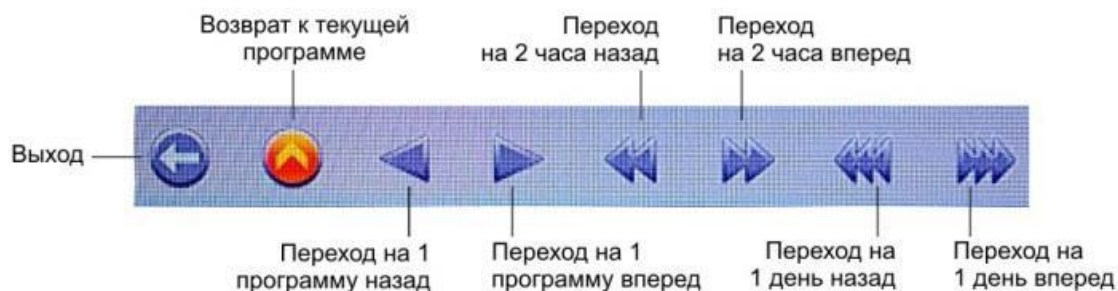 Возврат к текущей
программе
Переход
на 2 часа назад
Переход
на 2 часа вперед
Выход
Переход на 1
программу назад
Переход на 1
программу вперед
Переход на
1 день назад
Переход на
1 день вперед